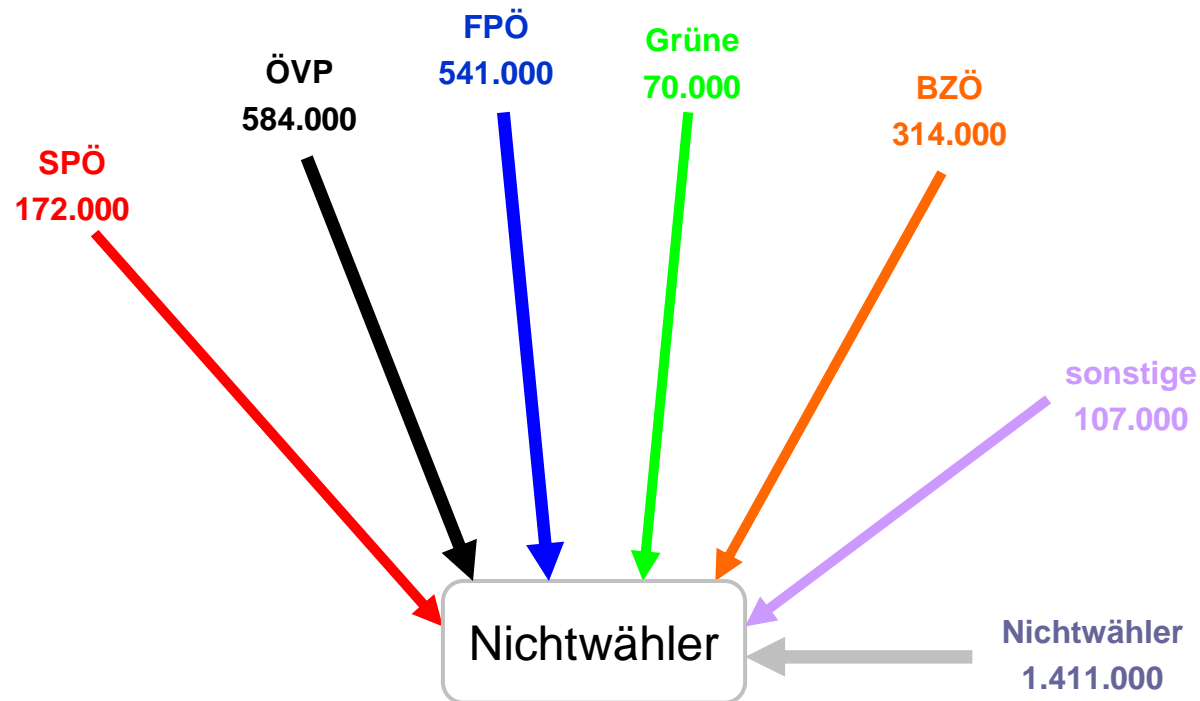 FPÖ
541.000
Grüne
70.000
ÖVP
584.000
BZÖ
314.000
SPÖ
172.000
sonstige
107.000
Nichtwähler
Nichtwähler
1.411.000